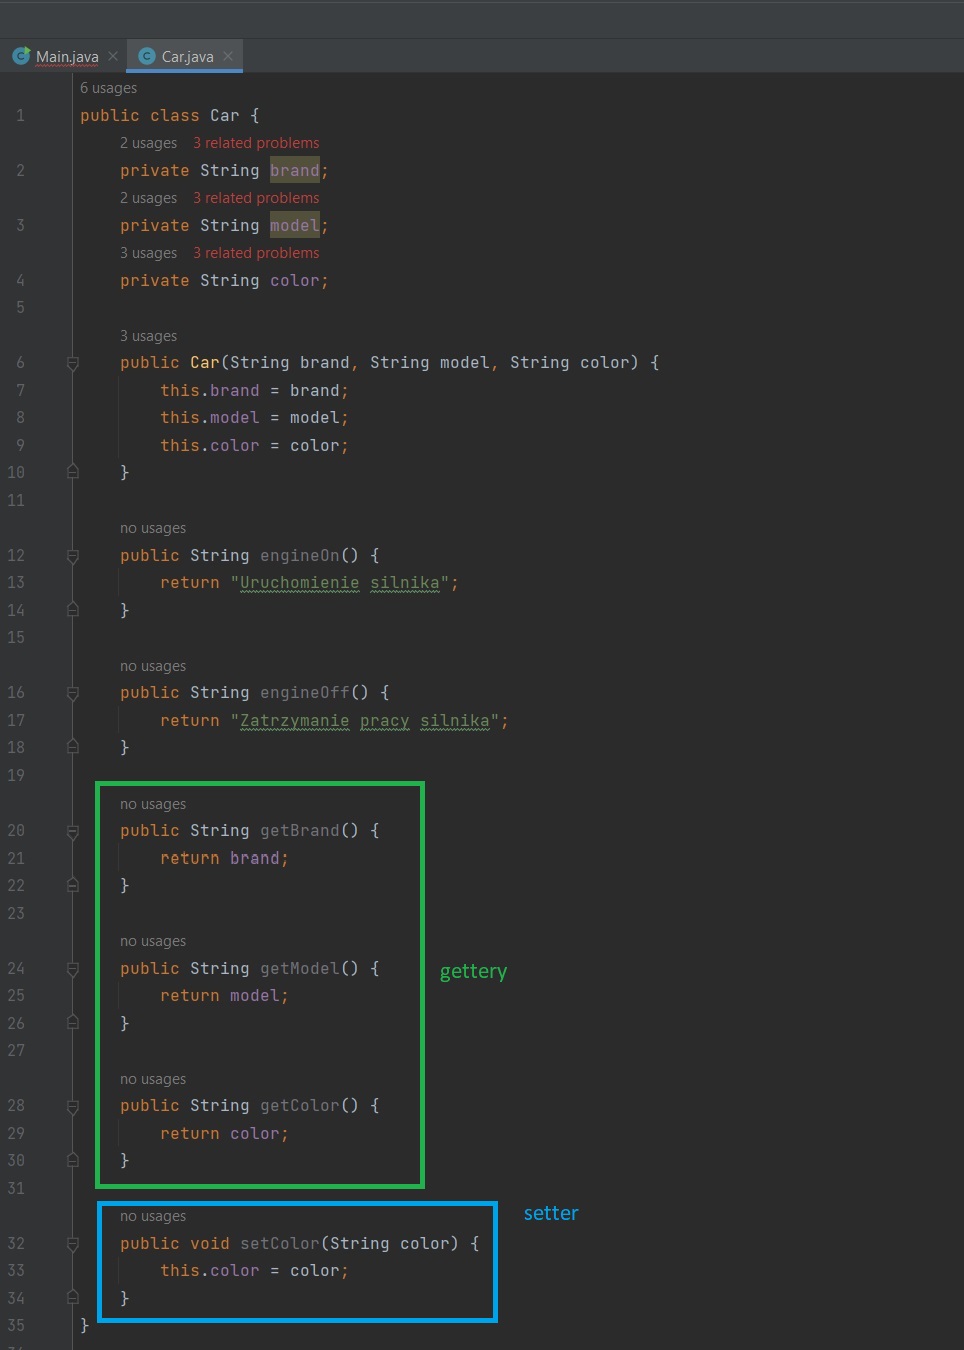 Main.java Car.java
6 usages
1 public class Car {
2 usages 3 related problems
2 private String brand;
2 usages 3 related problems
3 private String model;
3 usages 3 related problems
4 private String color;
5
3 usages
6 public Car(String brand, String model, String color) {
7 this.brand = brand;
8 this.model = model;
9 this.color = color;
10 }
11
no usages
12 public String engineOn() {
13 return "Uruchomienie silnika";
14 }
15
no usages
16 public String engineOff() {
17 return "Zatrzymanie pracy silnika";
18 }
19
no usages
20 public String getBrand() {
21 return brand;
22 }
23
no usages
24 public String getModel() {
gettery
25 return model;
26 }
27
no usages
28 public String getColor() {
29 return color;
30 }
31
no usages setter
32 public void setColor(String color) {
33 this.color = color;
34 }
35 }